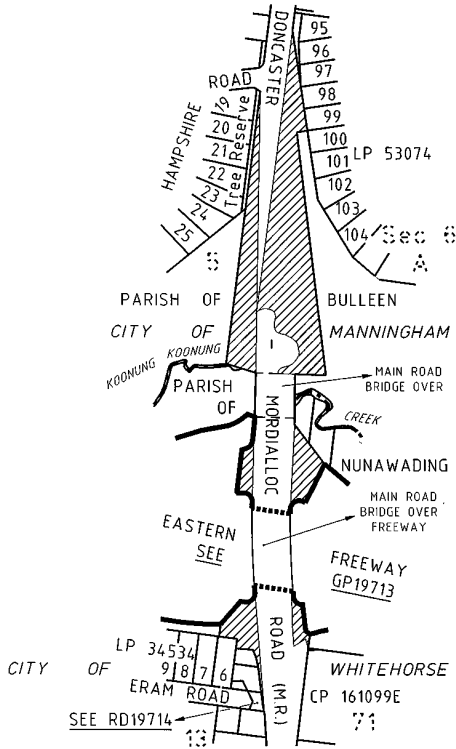 DONCASTER
95
96
97
98
99
100
101
102
103
104
LP 53074
ROAD
HAMPSHIRE
19
20
21
22
23
24
25
Tree Reserve
Sec 6
A
5
PARISH OF BULLEEN
CITY OF MANNINGHAM
1
KOONUNG KOONUNG
MAIN ROAD
BRIDGE OVER
PARISH
OF
MORDIALLOC
CREEK
NUNAWADING
MAIN ROAD
BRIDGE OVER
FREEWAY
EASTERN
SEE
FREEWAY
GP19713
LP 34534
9 8 7 6
ROAD (M.R.)
CITY OF WHITEHORSE
ERAM ROAD
CP 161099E
SEE RD19714
71
13